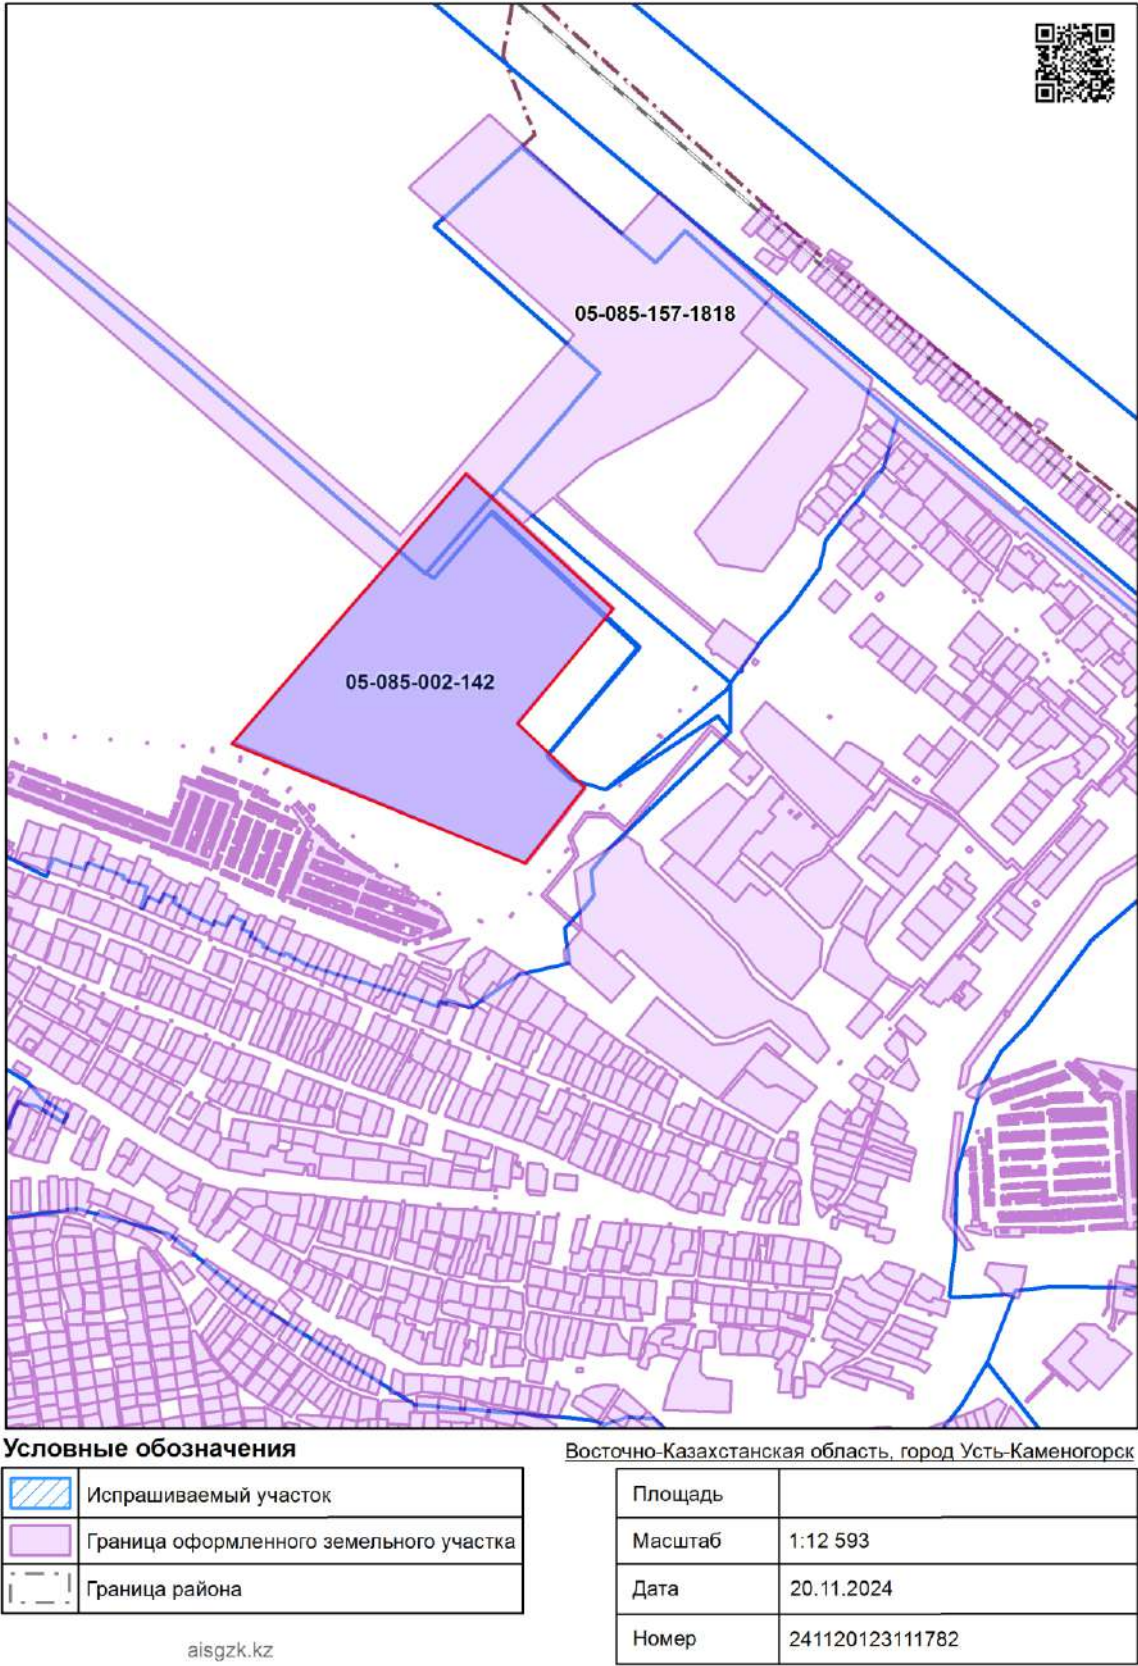 05-085-157-1818
05-085-002-142
Условные обозначения
Восточно-Казахстанская область, город Усть-Каменогорск
Испрашиваемый участок
Граница оформленного земельного участка
Граница района
Площадь
Масштаб 1:12 593
Дата 20.11.2024
Номер 241120123111782
aisgzk.kz